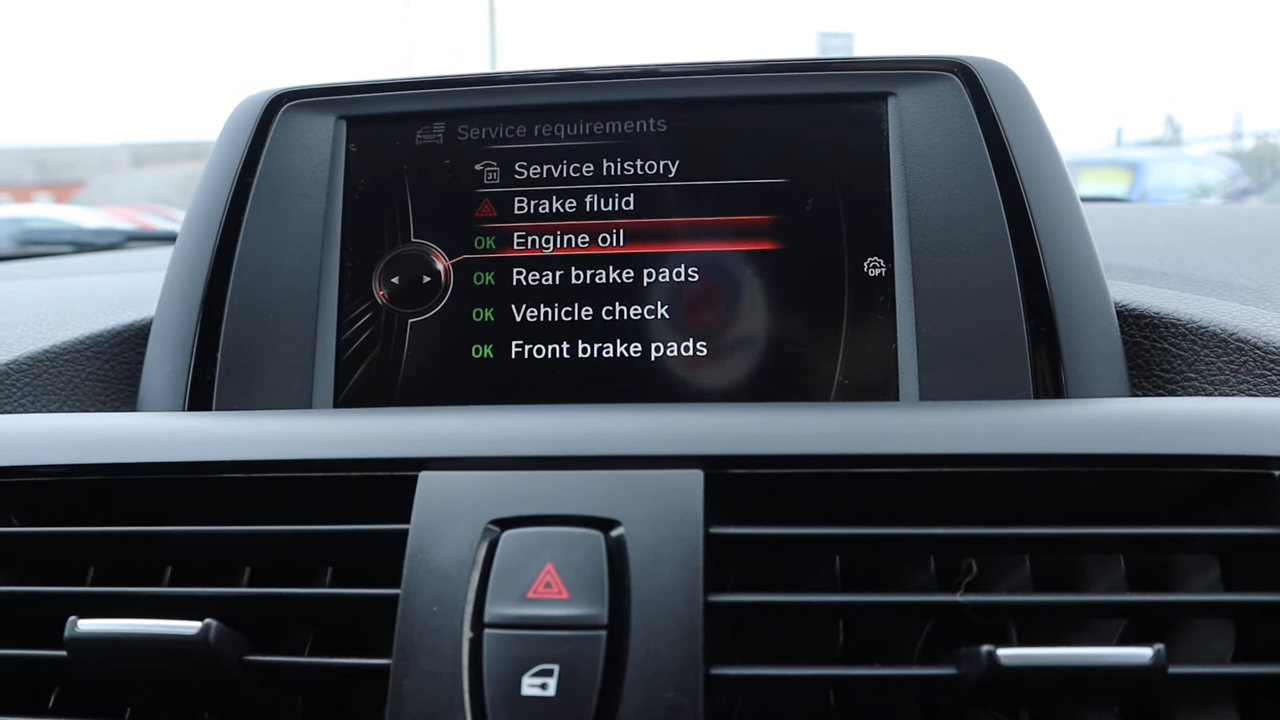 Service requirements
31 Service history
Brake fluid
OK Engine oil
OPT
OK Rear brake pads
OK Vehicle check
OK Front brake pads